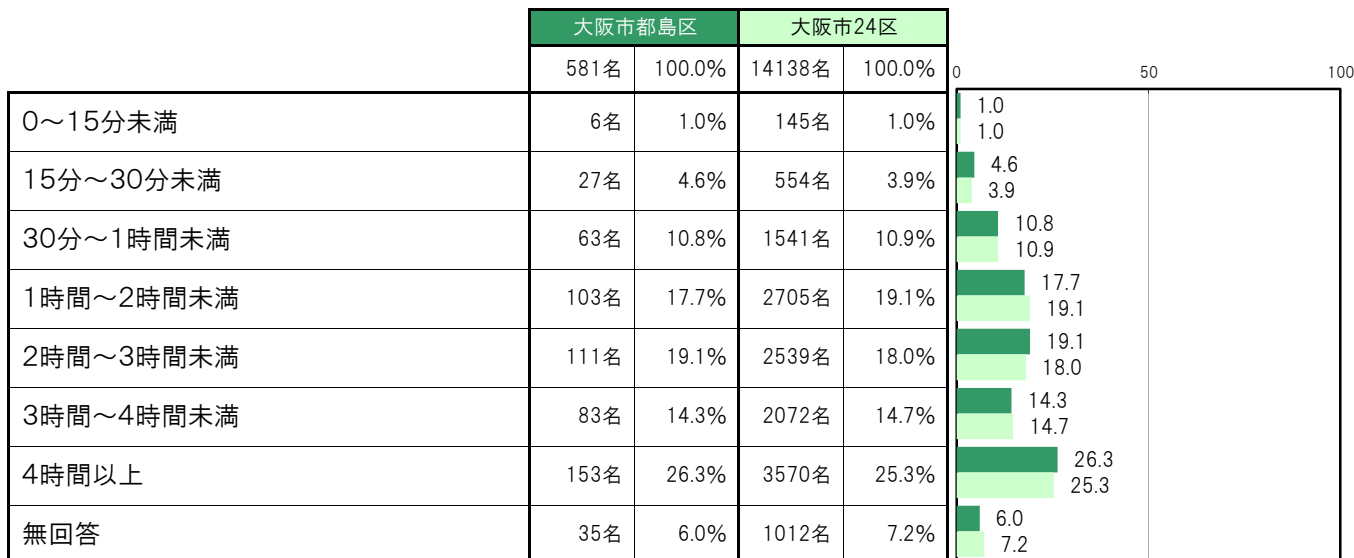 大阪市都島区 大阪市24区
581名 100.0% 14138名 100.0% 0 50 100
0～15分未満 6名 1.0% 145名 1.0% 1.0
1.0
15分～30分未満 27名 4.6% 554名 3.9% 4.6
3.9
30分～1時間未満 63名 10.8% 1541名 10.9% 10.8
10.9
1時間～2時間未満 103名 17.7% 2705名 19.1% 17.7
19.1
2時間～3時間未満 111名 19.1% 2539名 18.0% 19.1
18.0
3時間～4時間未満 83名 14.3% 2072名 14.7% 14.3
14.7
4時間以上 153名 26.3% 3570名 25.3% 26.3
25.3
無回答 35名 6.0% 1012名 7.2% 6.0
7.2